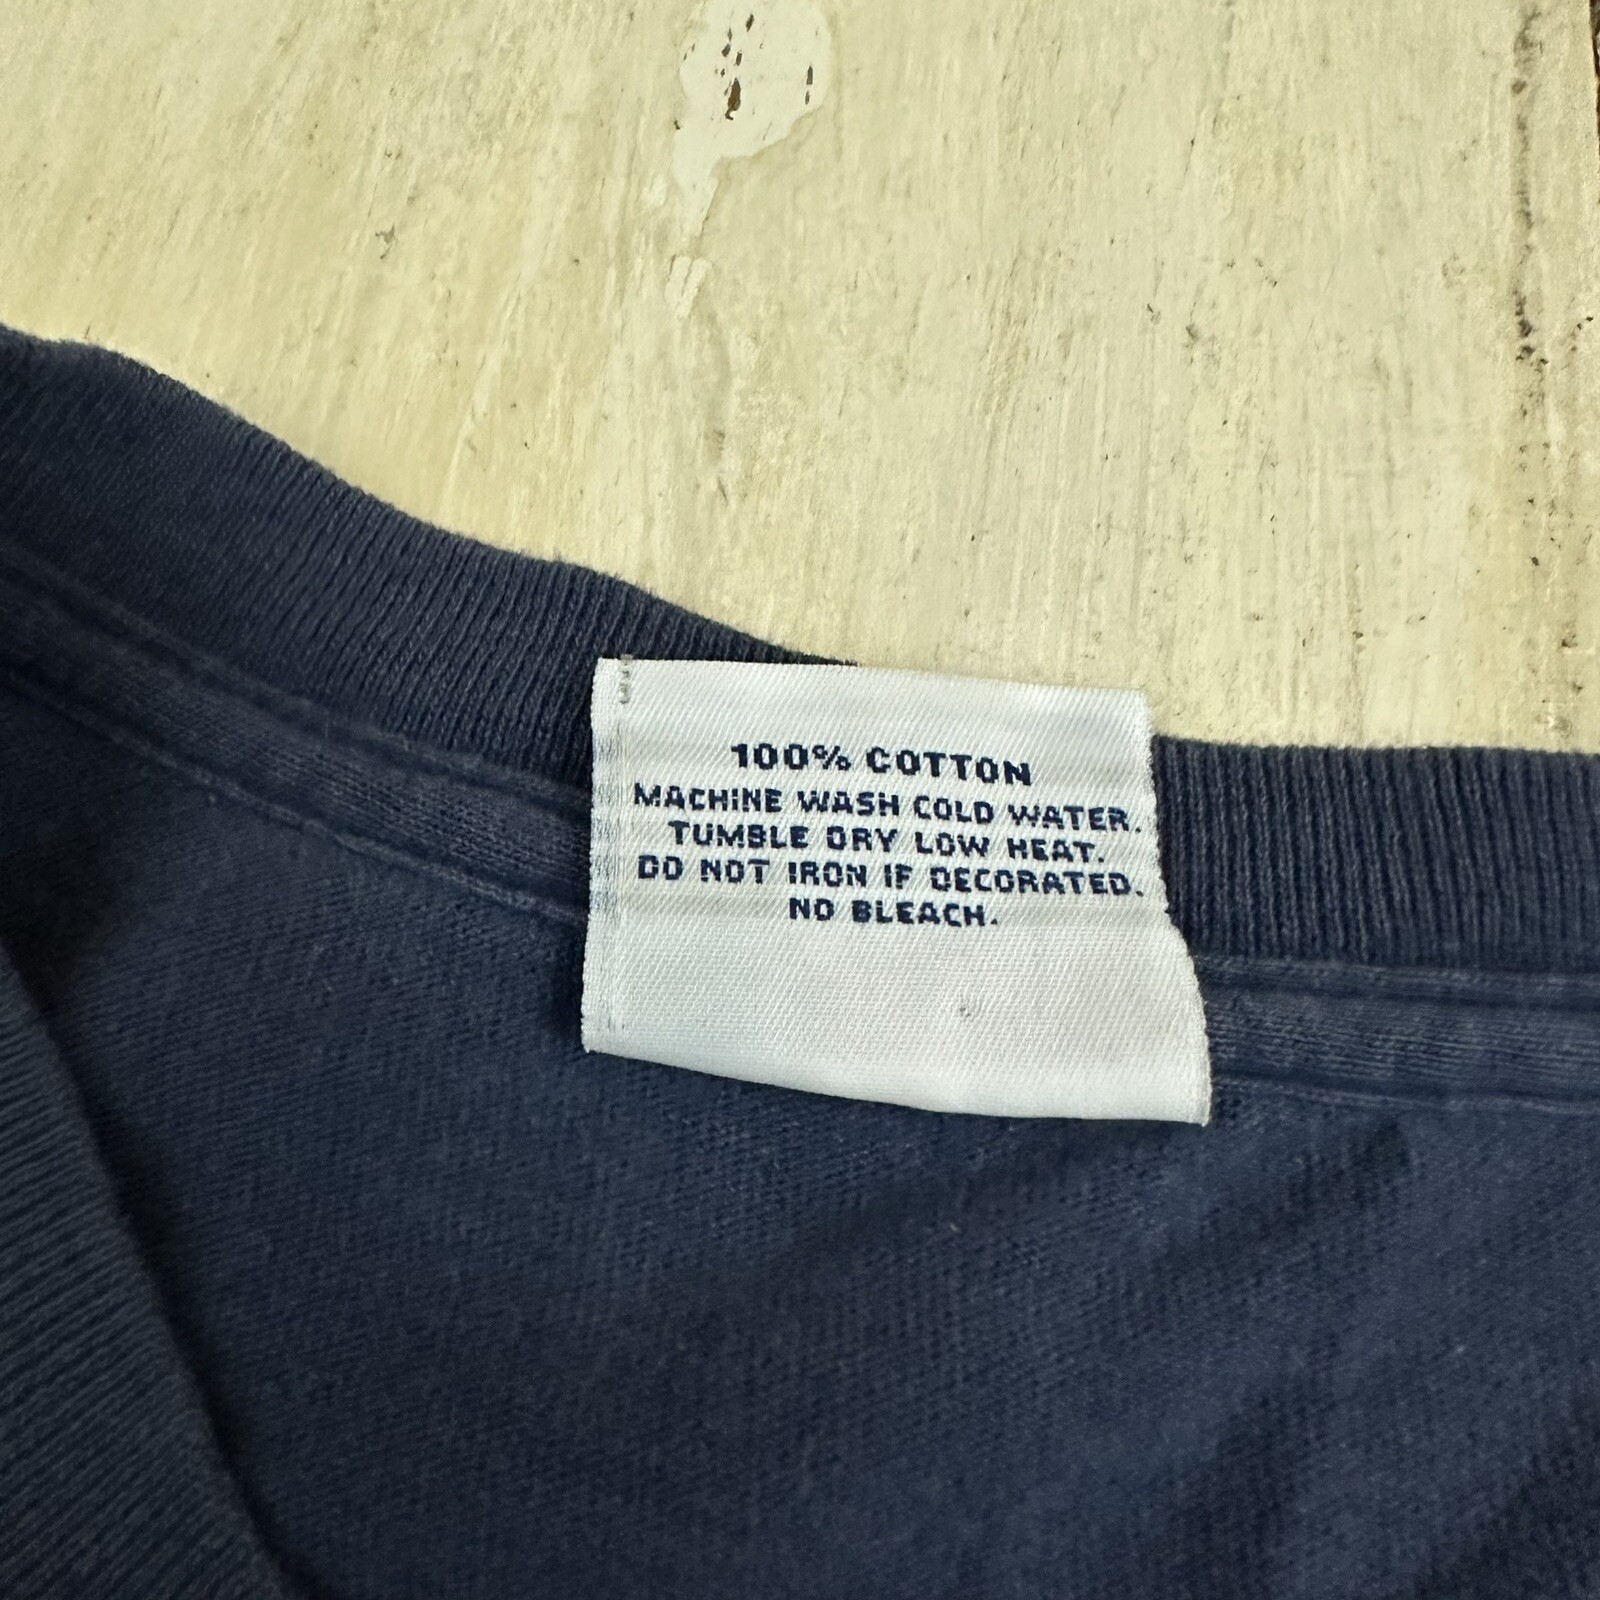 100% COTTON
MACHINE WASH COLD WATER.
TUMBLE DRY LOW HEAT.
DO NOT IRON IF DECORATED.
NO BLEACH.